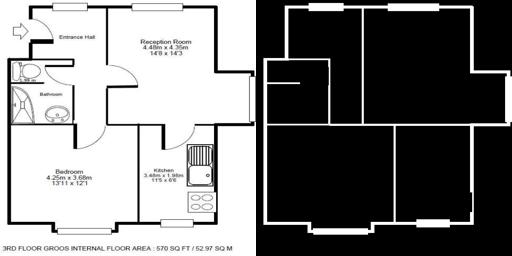 Entrance Hall
Reception Room
4.48m x 4.35m
14'8 x 14'3
Bathroom
Bedroom
4.25m x 3.68m
13'11 x 12'1
Kitchen
3.48m x 1.98m
11'5 x 6'6
3RD FLOOR GROOS INTERNAL FLOOR AREA : 570 SQ FT / 52.97 SQ M